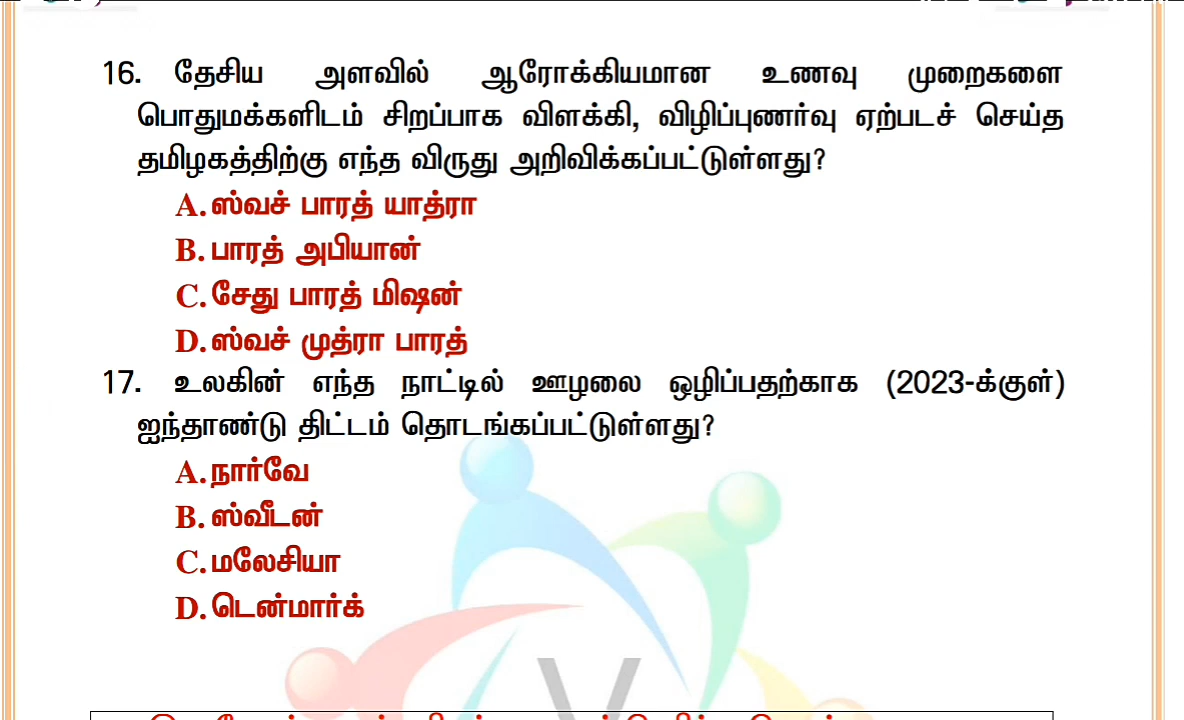 16. தேசிய அளவில் ஆரோக்கியமான உணவு முறைகளை
பொதுமக்களிடம் சிறப்பாக விளக்கி, விழிப்புணர்வு ஏற்படச் செய்த
தமிழகத்திற்கு எந்த விருது அறிவிக்கப்பட்டுள்ளது?
A. ஸ்வச் பாரத் யாத்ரா
B. பாரத் அபியான்
C. சேது பாரத் மிஷன்
D. ஸ்வச் முத்ரா பாரத்
17. உலகின் எந்த நாட்டில் ஊழலை ஒழிப்பதற்காக (2023-க்குள்)
ஐந்தாண்டு திட்டம் தொடங்கப்பட்டுள்ளது?
A. நார்வே
B. ஸ்வீடன்
C. மலேசியா
D. டென்மார்க்
V